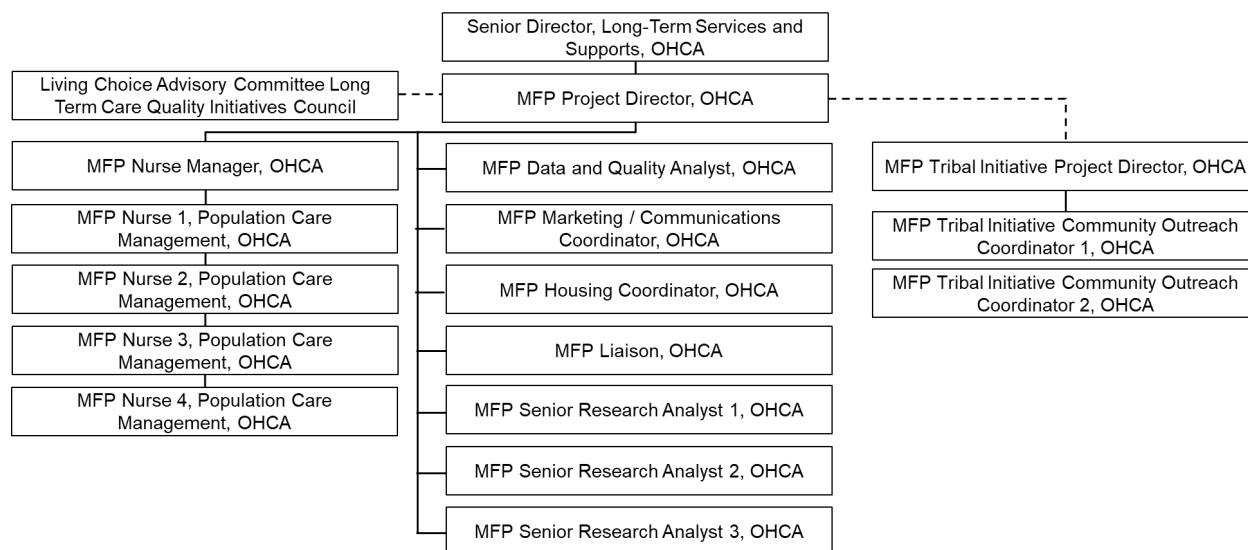 Senior Director, Long-Term Services and
Supports, OHCA
Living Choice Advisory Committee Long
Term Care Quality Initiatives Council
MFP Project Director, OHCA
MFP Nurse Manager, OHCA
MFP Nurse 1, Population Care
Management, OHCA
MFP Nurse 2, Population Care
Management, OHCA
MFP Nurse 3, Population Care
Management, OHCA
MFP Nurse 4, Population Care
Management, OHCA
MFP Data and Quality Analyst, OHCA
MFP Marketing / Communications
Coordinator, OHCA
MFP Housing Coordinator, OHCA
MFP Liaison, OHCA
MFP Senior Research Analyst 1, OHCA
MFP Senior Research Analyst 2, OHCA
MFP Senior Research Analyst 3, OHCA
MFP Tribal Initiative Project Director, OHCA
MFP Tribal Initiative Community Outreach
Coordinator 1, OHCA
MFP Tribal Initiative Community Outreach
Coordinator 2, OHCA